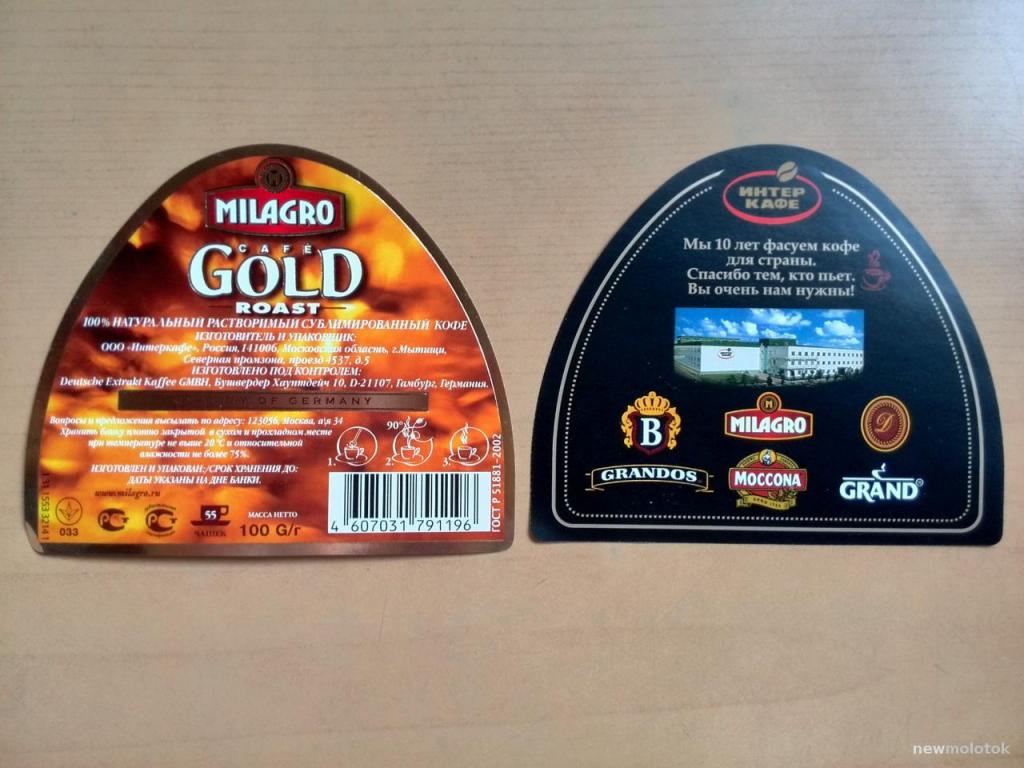 MILAGRO
CAFÈ
GOLD
ROAST
100% НАТУРАЛЬНЫЙ РАСТВОРИМЫЙ СУБЛИМИРОВАННЫЙ КОФЕ
ИЗГОТОВИТЕЛЬ И УПАКОВЩИК:
ООО «Интеркафе», Россия, 141006, Московская область, г.Мытищи,
Северная промзона, проезд 4537, д.5
ИЗГОТОВЛЕНО ПОД КОНТРОЛЕМ:
Deutsche Extrakt Kaffee GMBH, Бушвердер Хауптдейч 10, D-21107, Гамбург, Германия.
OF GERMANY
Вопросы и предложения высылать по адресу: 123056, Москва, а\я 34
Хранить банку плотно закрытой в сухом и прохладном месте
при температуре не выше 20°С и относительной
влажности не более 75%.
ИЗГОТОВЛЕН И УПАКОВАН:/СРОК ХРАНЕНИЯ ДО:
ДАТЫ УКАЗАНЫ НА ДНЕ БАНКИ.
www.milagro.ru
90°
1. 2. 3.
033
РСТ
РСТ
55
ЧАШЕК
МАССА НЕТТО
100 G/г
4 607031 791196
ГОСТ Р 51881-2002
ИНТЕР
КАФЕ
Мы 10 лет фасуем кофе
для страны.
Спасибо тем, кто пьет.
Вы очень нам нужны!
B
M
MILAGRO
D
GRANDOS
MOCCONA
GRAND®
newmolotok